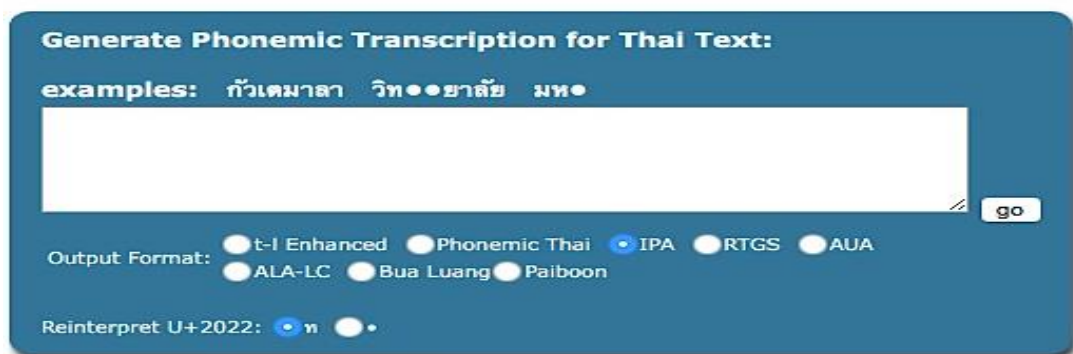 Generate Phonemic Transcription for Thai Text:
examples: กัวเตมาลา วิท●●ยาลัย มห●
go
Output Format: t-l Enhanced Phonemic Thai IPA RTGS AUA
ALA-LC Bua Luang Paiboon
Reinterpret U+2022: ท •